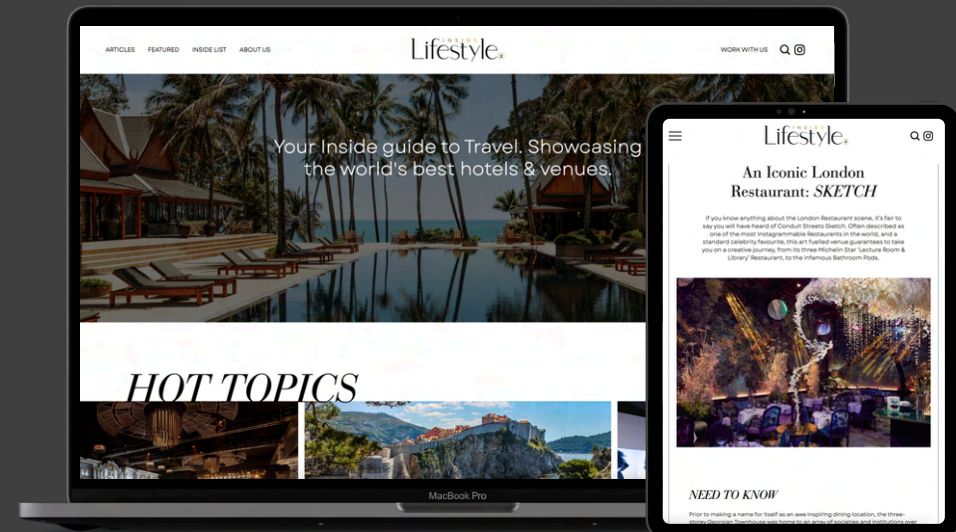 ARTICLES FEATURED INSIDE LIST ABOUT US
INSIDE
Lifestyle
WORK WITH US
Your Inside guide to Travel. Showcasing
the world's best hotels & venues.
HOT TOPICS
MacBook Pro
INSIDE
Lifestyle
An Iconic London
Restaurant: SKETCH
If you know anything about the London Restaurant scene, it's fair to
say you will have heard of Conduit Streets Sketch. Often described as
one of the most Instagrammable Restaurants in the world, and a
standard celebrity favourite, this art fuelled venue guarantees to take
you on a creative journey, from its three Michelin Star 'Lecture Room &
Library' Restaurant, to the infamous Bathroom Pods.
NEED TO KNOW
Prior to making a name for itself as an awe inspiring dining location, the three-
storey Georgian Townhouse was home to an array of societies and institutions over